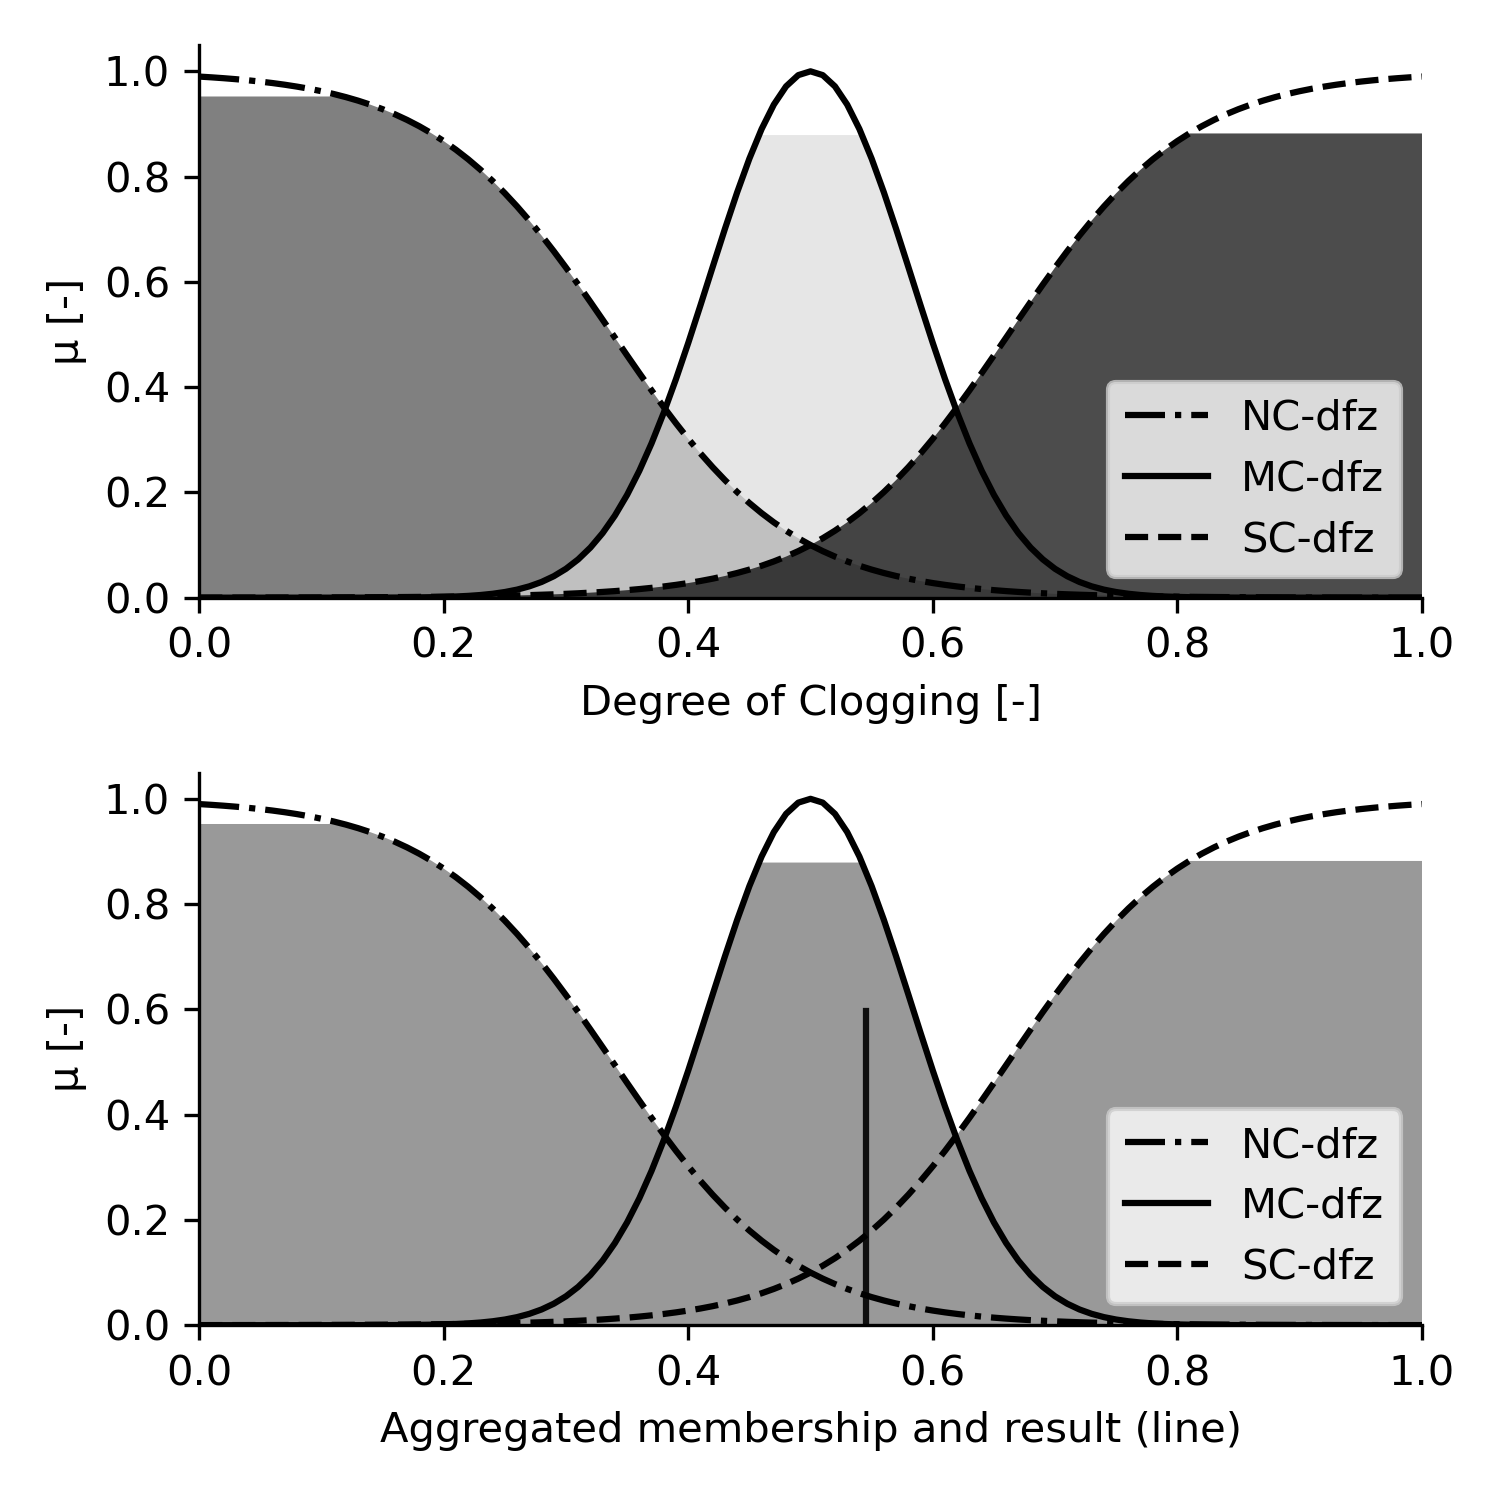 1.0
0.8
0.6
0.4
0.2
0.0
μ [-]
0.0 0.2 0.4 0.6 0.8 1.0
Degree of Clogging [-]
NC-dfz
MC-dfz
SC-dfz
1.0
0.8
0.6
0.4
0.2
0.0
μ [-]
0.0 0.2 0.4 0.6 0.8 1.0
Aggregated membership and result (line)
NC-dfz
MC-dfz
SC-dfz